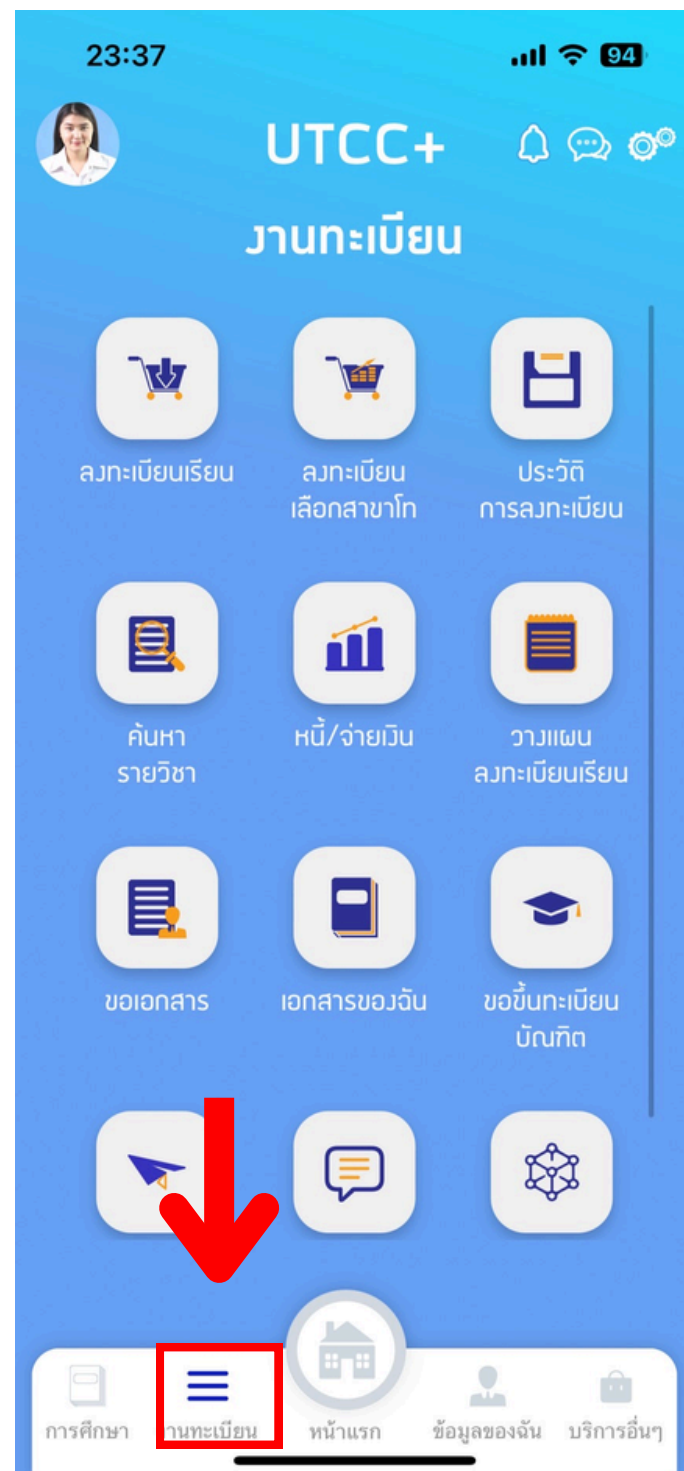 23:37 94
UTCC+
งานทะเบียน
ลงทะเบียนเรียน ลงทะเบียน ประวัติ
เลือกสาขาโท การลงทะเบียน
ค้นหา หนี้/จ่ายเงิน วางแผน
รายวิชา ลงทะเบียนเรียน
ขอเอกสาร เอกสารของฉัน ขอขึ้นทะเบียน
บัณฑิต
การศึกษา งานทะเบียน หน้าแรก ข้อมูลของฉัน บริการอื่นๆ